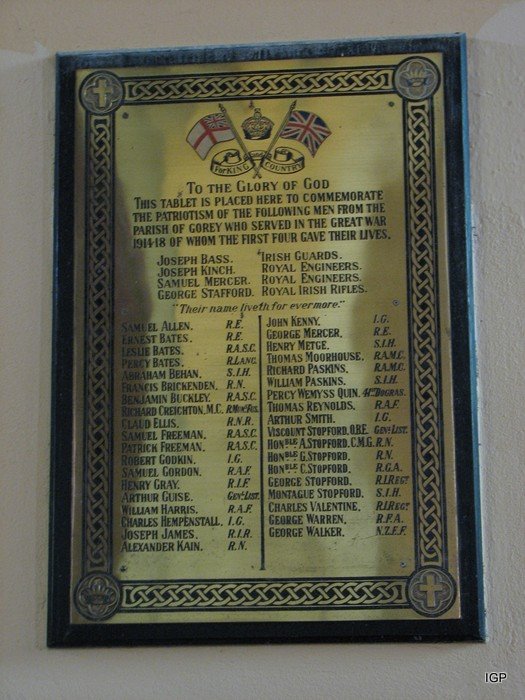 FOR KING AND COUNTRY
TO THE GLORY OF GOD
THIS TABLET IS PLACED HERE TO COMMEMORATE
THE PATRIOTISM OF THE FOLLOWING MEN FROM THE
PARISH OF GOREY WHO SERVED IN THE GREAT WAR
1914-18 OF WHOM THE FIRST FOUR GAVE THEIR LIVES.
JOSEPH BASS. IRISH GUARDS.
JOSEPH KINCH. ROYAL ENGINEERS.
SAMUEL MERCER. ROYAL ENGINEERS.
GEORGE STAFFORD. ROYAL IRISH RIFLES.
"Their name liveth for evermore."
SAMUEL ALLEN. R.E.
ERNEST BATES. R.E.
LESLIE BATES. R.A.S.C.
PERCY BATES. R.LANC.
ABRAHAM BEHAN. S.I.H.
FRANCIS BRICKENDEN. R.N.
BENJAMIN BUCKLEY. R.A.S.C.
RICHARD CREICHTON, M.C. R.MUN:FUS.
CLAUD ELLIS. R.N.R.
SAMUEL FREEMAN. R.A.S.C.
PATRICK FREEMAN. R.A.S.C.
ROBERT GODKIN. I.G.
SAMUEL GORDON. R.A.F.
HENRY GRAY. R.I.F.
ARTHUR GUISE. GENL: LIST.
WILLIAM HARRIS. R.A.F.
CHARLES HEMPENSTALL. I.G.
JOSEPH JAMES. R.I.R.
ALEXANDER KAIN. R.N.
JOHN KENNY. I.G.
GEORGE MERCER. R.E.
HENRY METGE. S.I.H.
THOMAS MOORHOUSE. R.A.M.C.
RICHARD PASKINS. R.A.M.C.
WILLIAM PASKINS. S.I.H.
PERCY WEMYSS QUIN. DOGRAS.
THOMAS REYNOLDS. R.A.F.
ARTHUR SMITH. I.G.
VISCOUNT STOPFORD. O.B.E. GENL: LIST.
HONBLE A.STOPFORD. C.M.G. R.N.
HONBLE G.STOPFORD. R.N.
HONBLE C.STOPFORD. R.G.A.
GEORGE STOPFORD. R.I.REGT
MONTAGUE STOPFORD. S.I.H.
CHARLES VALENTINE. R.I.REGT
GEORGE WARREN. R.F.A.
GEORGE WALKER. N.Z.E.F.
IGP